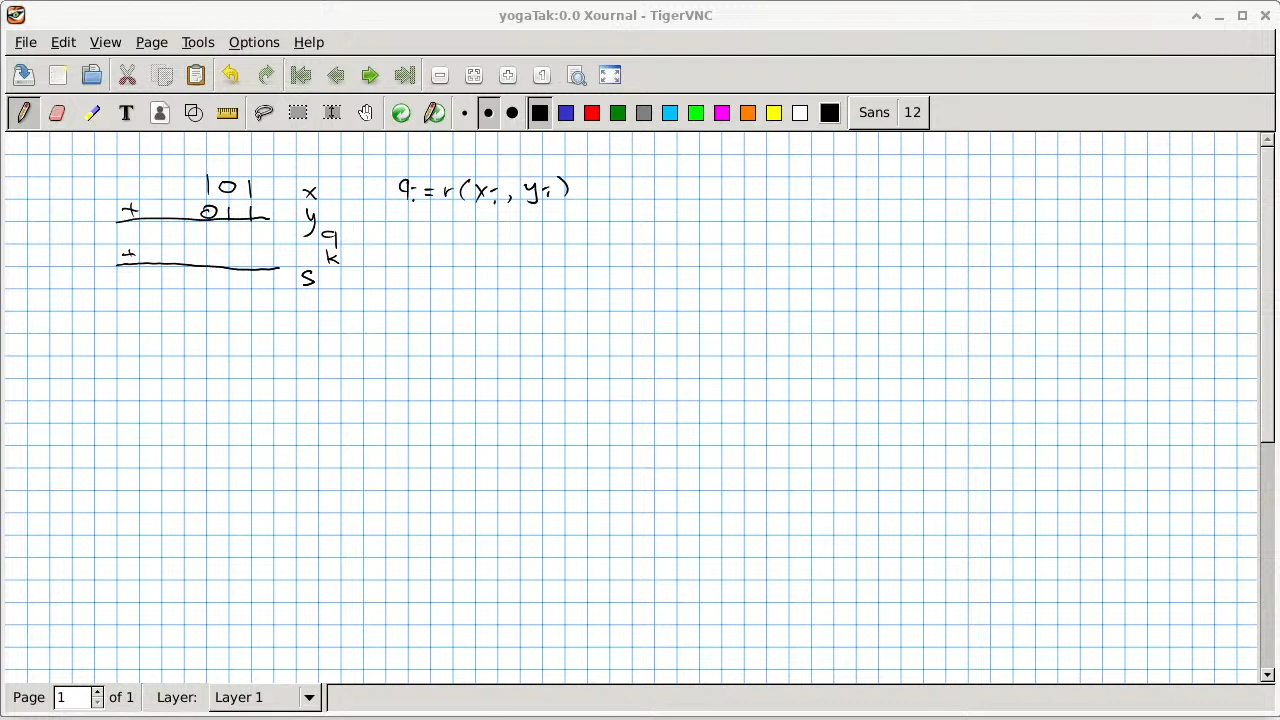 yogaTak:0.0 Xournal - TigerVNC
File Edit View Page Tools Options Help
Sans 12
101 x
+ 011 y
q
+ k
s
qᵢ = r(xᵢ, yᵢ)
Page 1 of 1 Layer: Layer 1